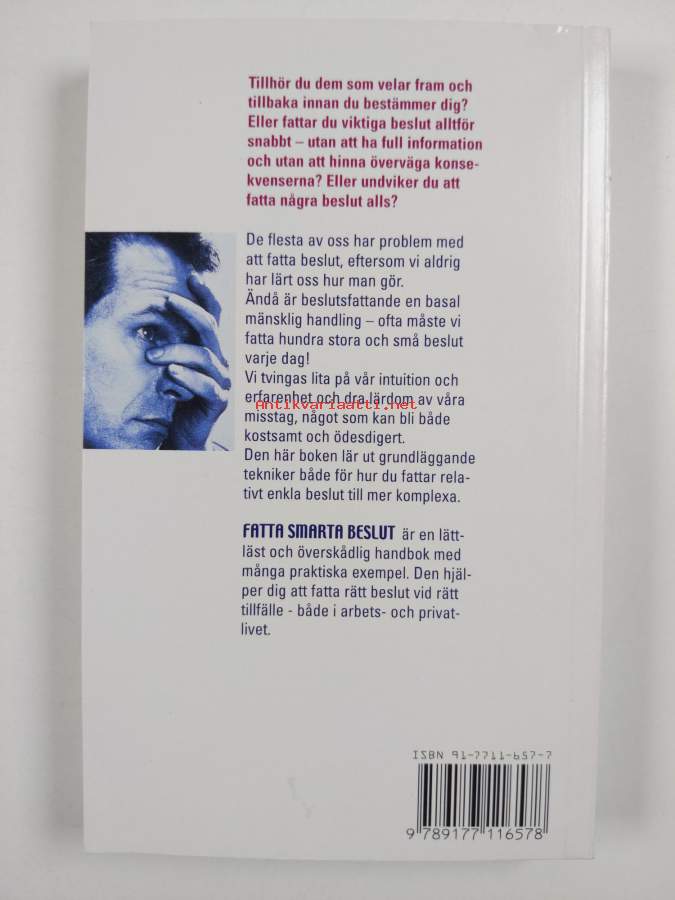 Tillhör du dem som velar fram och
tillbaka innan du bestämmer dig?
Eller fattar du viktiga beslut alltför
snabbt – utan att ha full information
och utan att hinna överväga konse-
kvenserna? Eller undviker du att
fatta några beslut alls?
De flesta av oss har problem med
att fatta beslut, eftersom vi aldrig
har lärt oss hur man gör.
Ändå är beslutsfattande en basal
mänsklig handling – ofta måste vi
fatta hundra stora och små beslut
varje dag!
Vi tvingas lita på vår intuition och
erfarenhet och dra lärdom av våra
Antikvariaatti.net
misstag, något som kan bli både
kostsamt och ödesdigert.
Den här boken lär ut grundläggande
tekniker både för hur du fattar rela-
tivt enkla beslut till mer komplexa.
FATTA SMARTA BESLUT är en lätt-
läst och överskådlig handbok med
många praktiska exempel. Den hjäl-
per dig att fatta rätt beslut vid rätt
tillfälle - både i arbets- och privat-
livet.
ISBN 91-7711-657-7
9 789177 116578